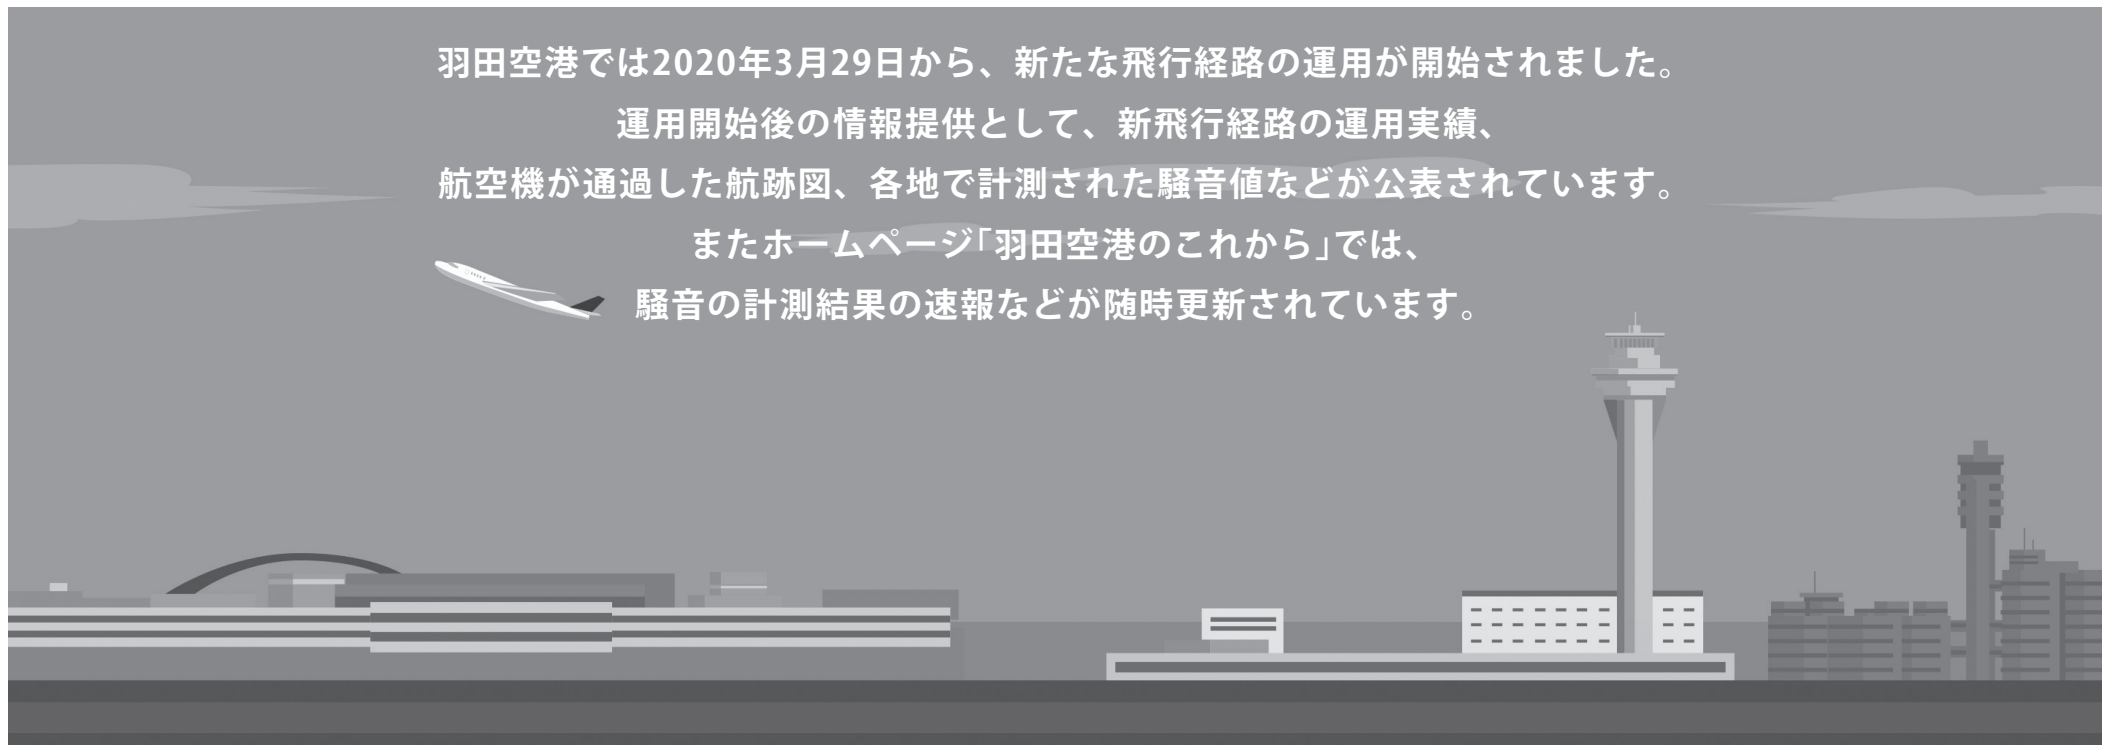 羽田空港では2020年3月29日から、新たな飛行経路の運用が開始されました。
運用開始後の情報提供として、新飛行経路の運用実績、
航空機が通過した航跡図、各地で計測された騒音値などが公表されています。
またホームページ「羽田空港のこれから」では、
騒音の計測結果の速報などが随時更新されています。